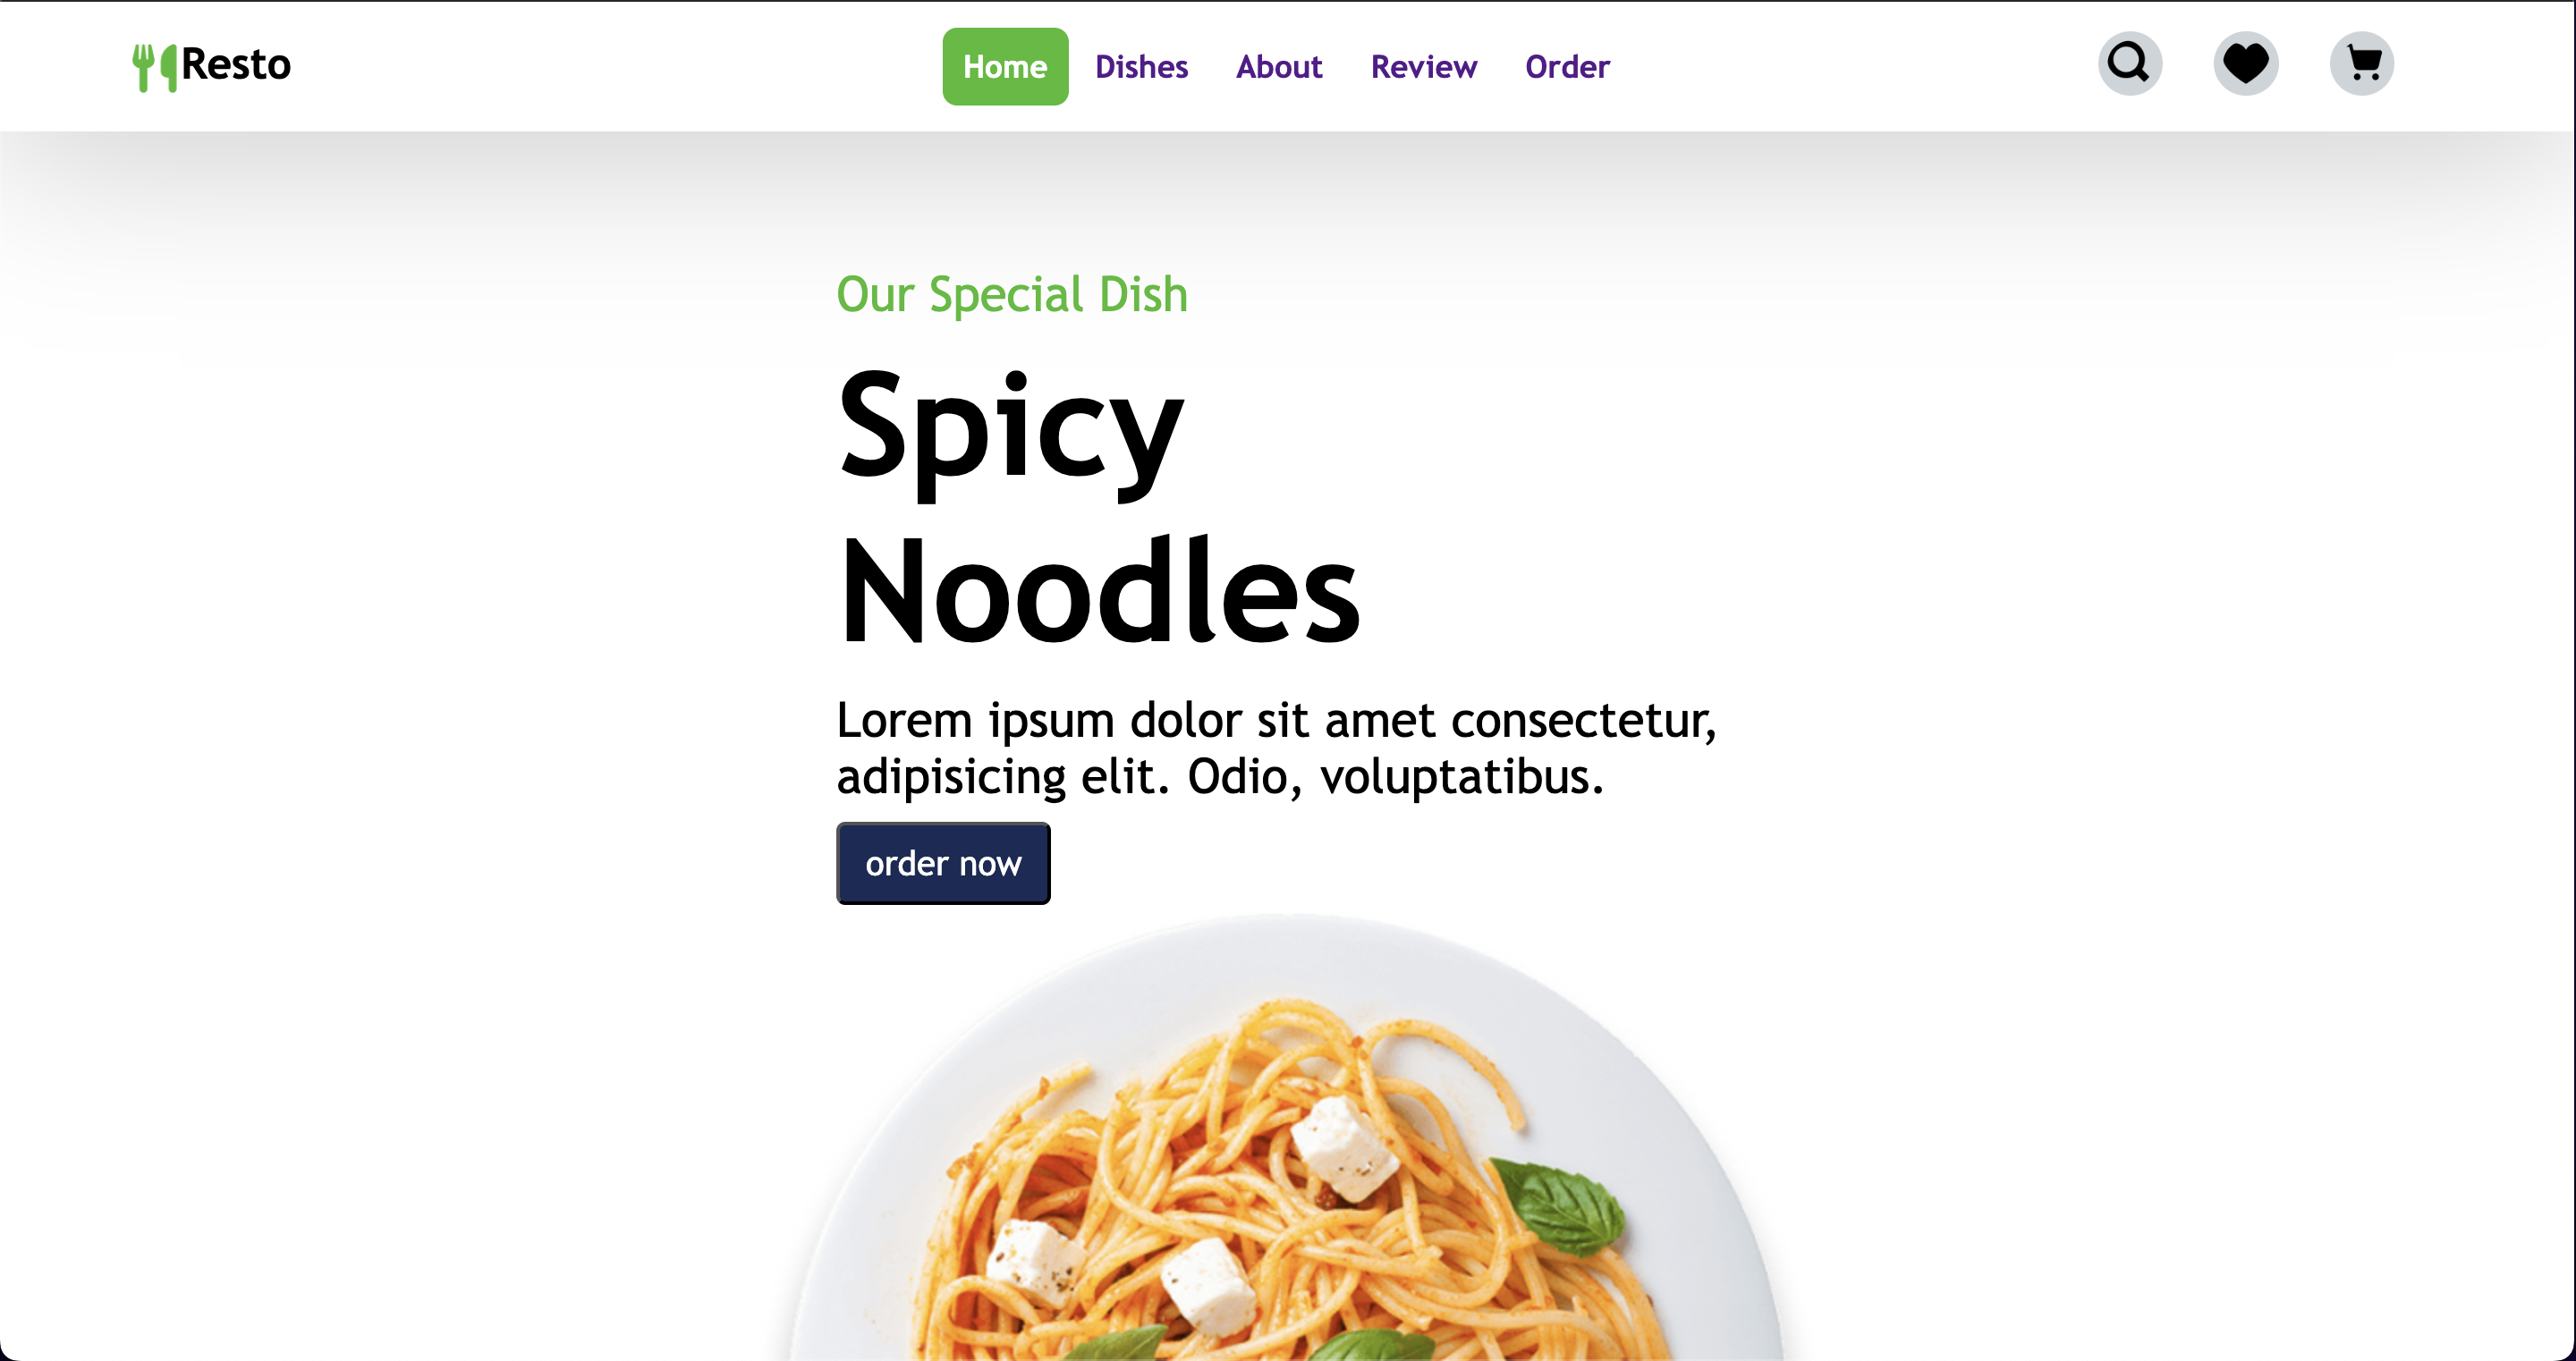 Resto
Home Dishes About Review Order
Our Special Dish
Spicy
Noodles
Lorem ipsum dolor sit amet consectetur,
adipisicing elit. Odio, voluptatibus.
order now